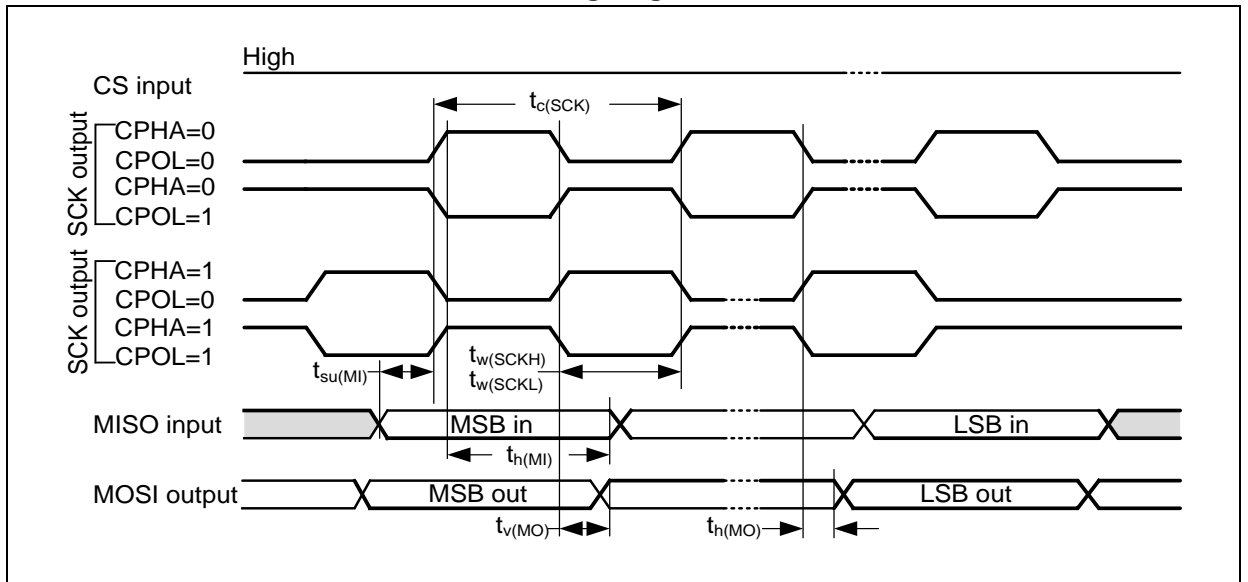 High
CS input
tc(SCK)
SCK output
CPHA=0
CPOL=0
CPHA=0
CPOL=1
SCK output
CPHA=1
CPOL=0
CPHA=1
CPOL=1
tsu(MI)
tw(SCKH)
tw(SCKL)
MISO input
MSB in
LSB in
th(MI)
MOSI output
MSB out
LSB out
tv(MO)
th(MO)